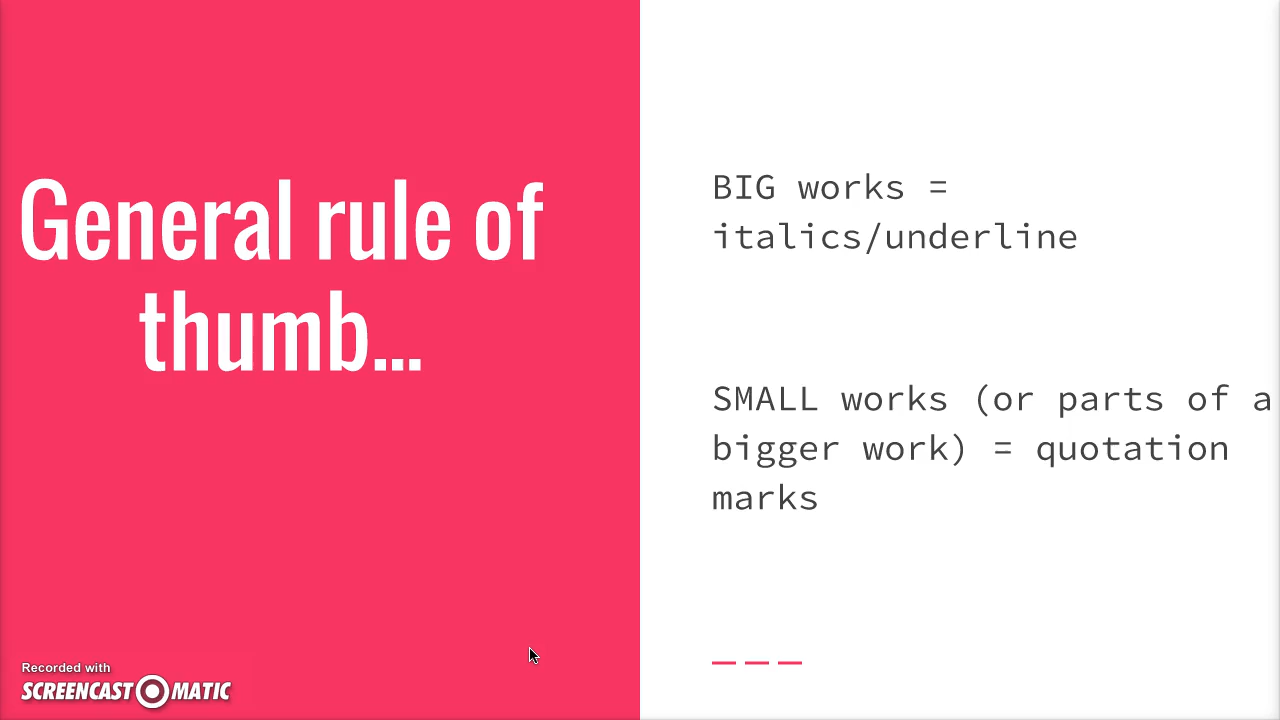 General rule of
thumb...
BIG works =
italics/underline
SMALL works (or parts of a
bigger work) = quotation
marks
Recorded with
SCREENCAST MATIC